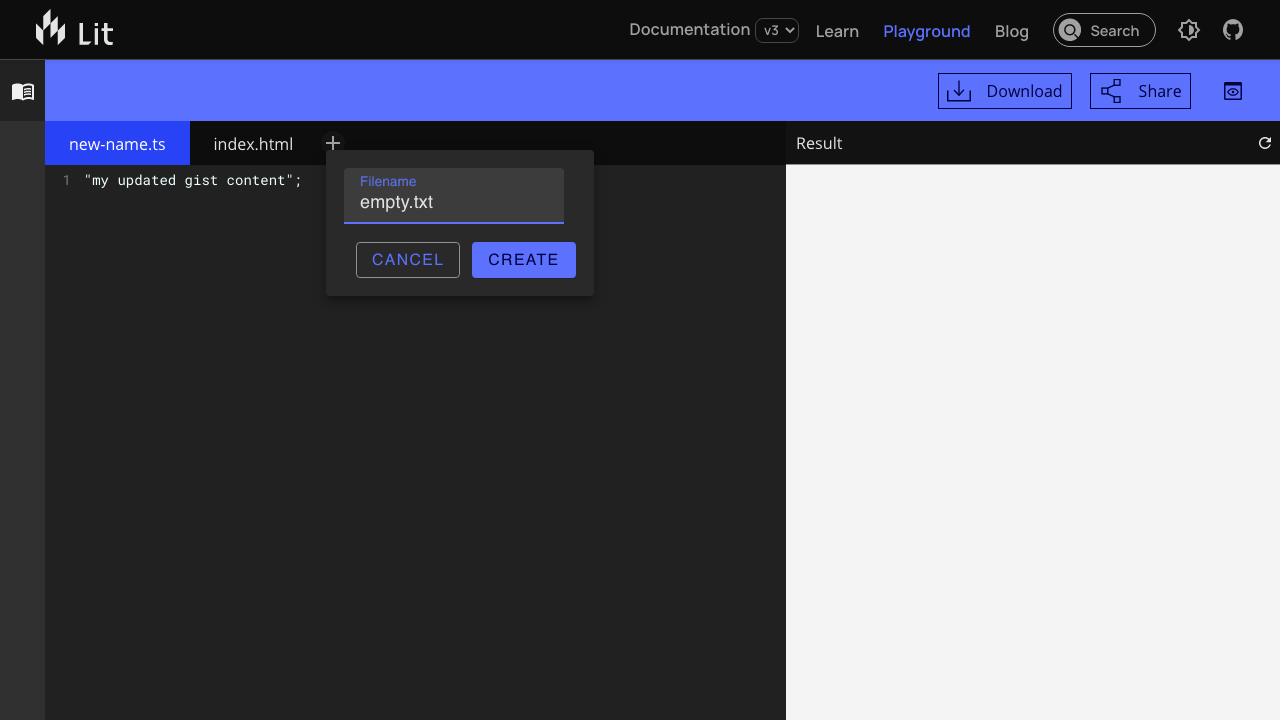 Lit
Documentation v3 Learn Playground Blog Search
Download Share
new-name.ts index.html + Result
1 "my updated gist content";
Filename
empty.txt
CANCEL CREATE